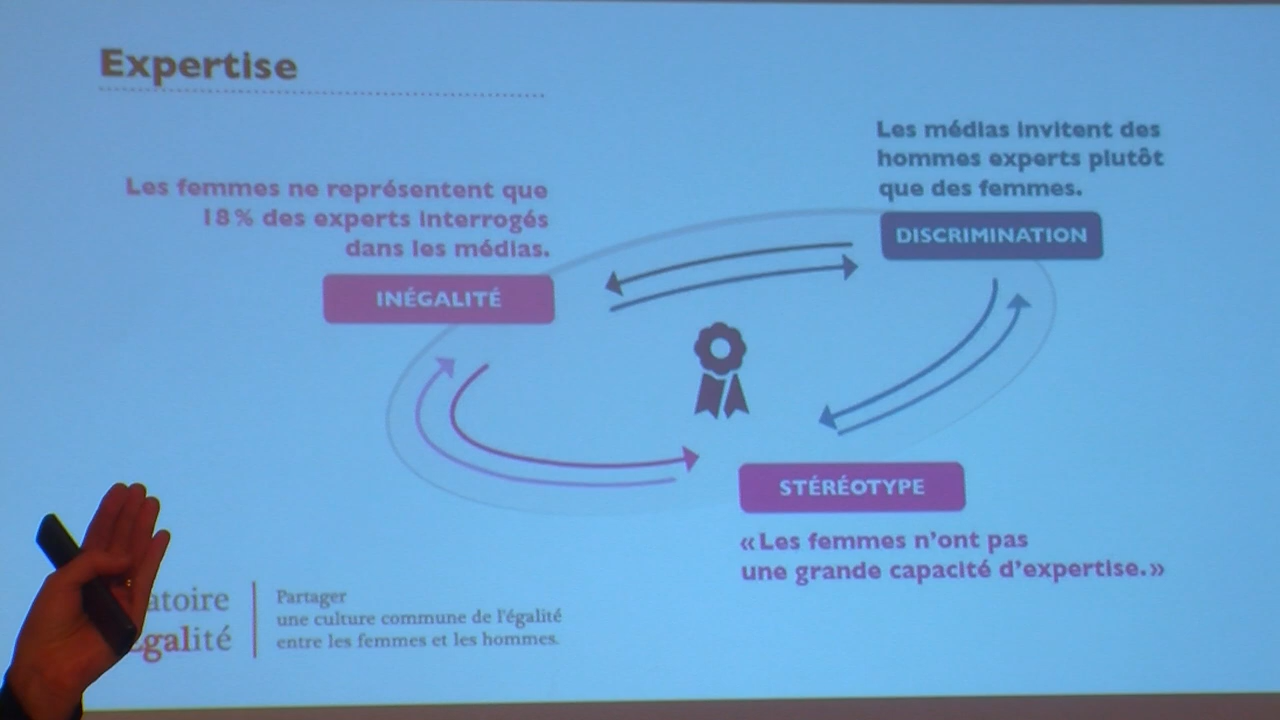 Expertise
Les femmes ne représentent que
18% des experts interrogés
dans les médias.
INÉGALITÉ
Les médias invitent des
hommes experts plutôt
que des femmes.
DISCRIMINATION
STÉRÉOTYPE
«Les femmes n'ont pas
une grande capacité d'expertise.»
atoire
égalité
Partager
une culture commune de l'égalité
entre les femmes et les hommes.